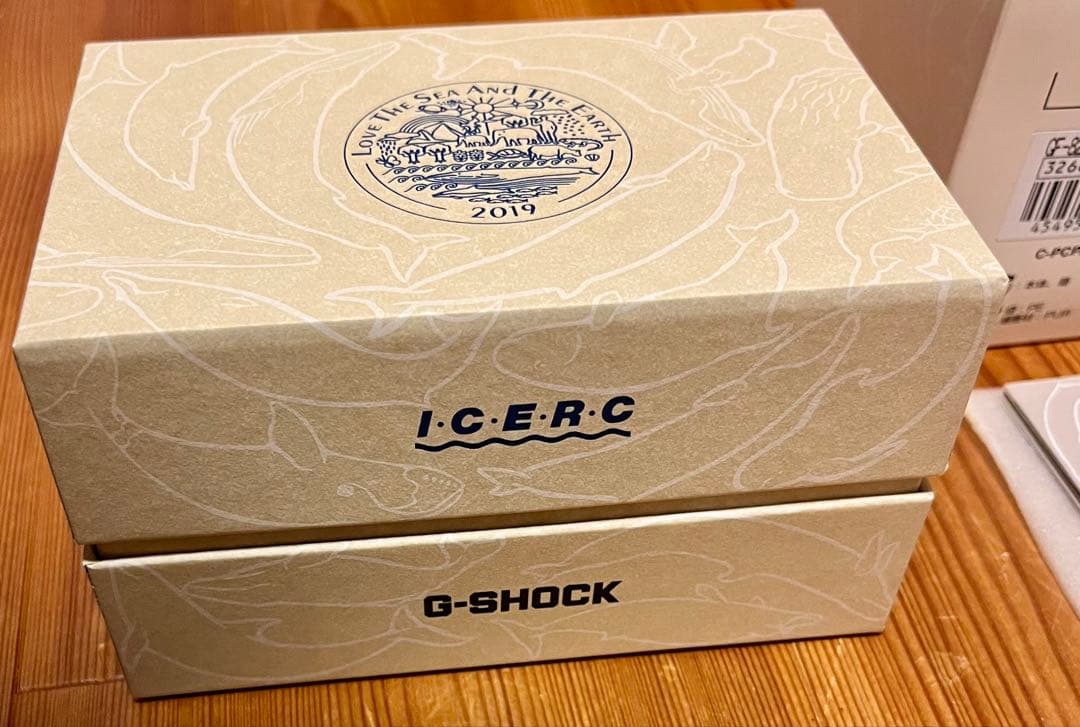 LOVE THE SEA AND THE EARTH
2019
I·C·E·R·C
G-SHOCK